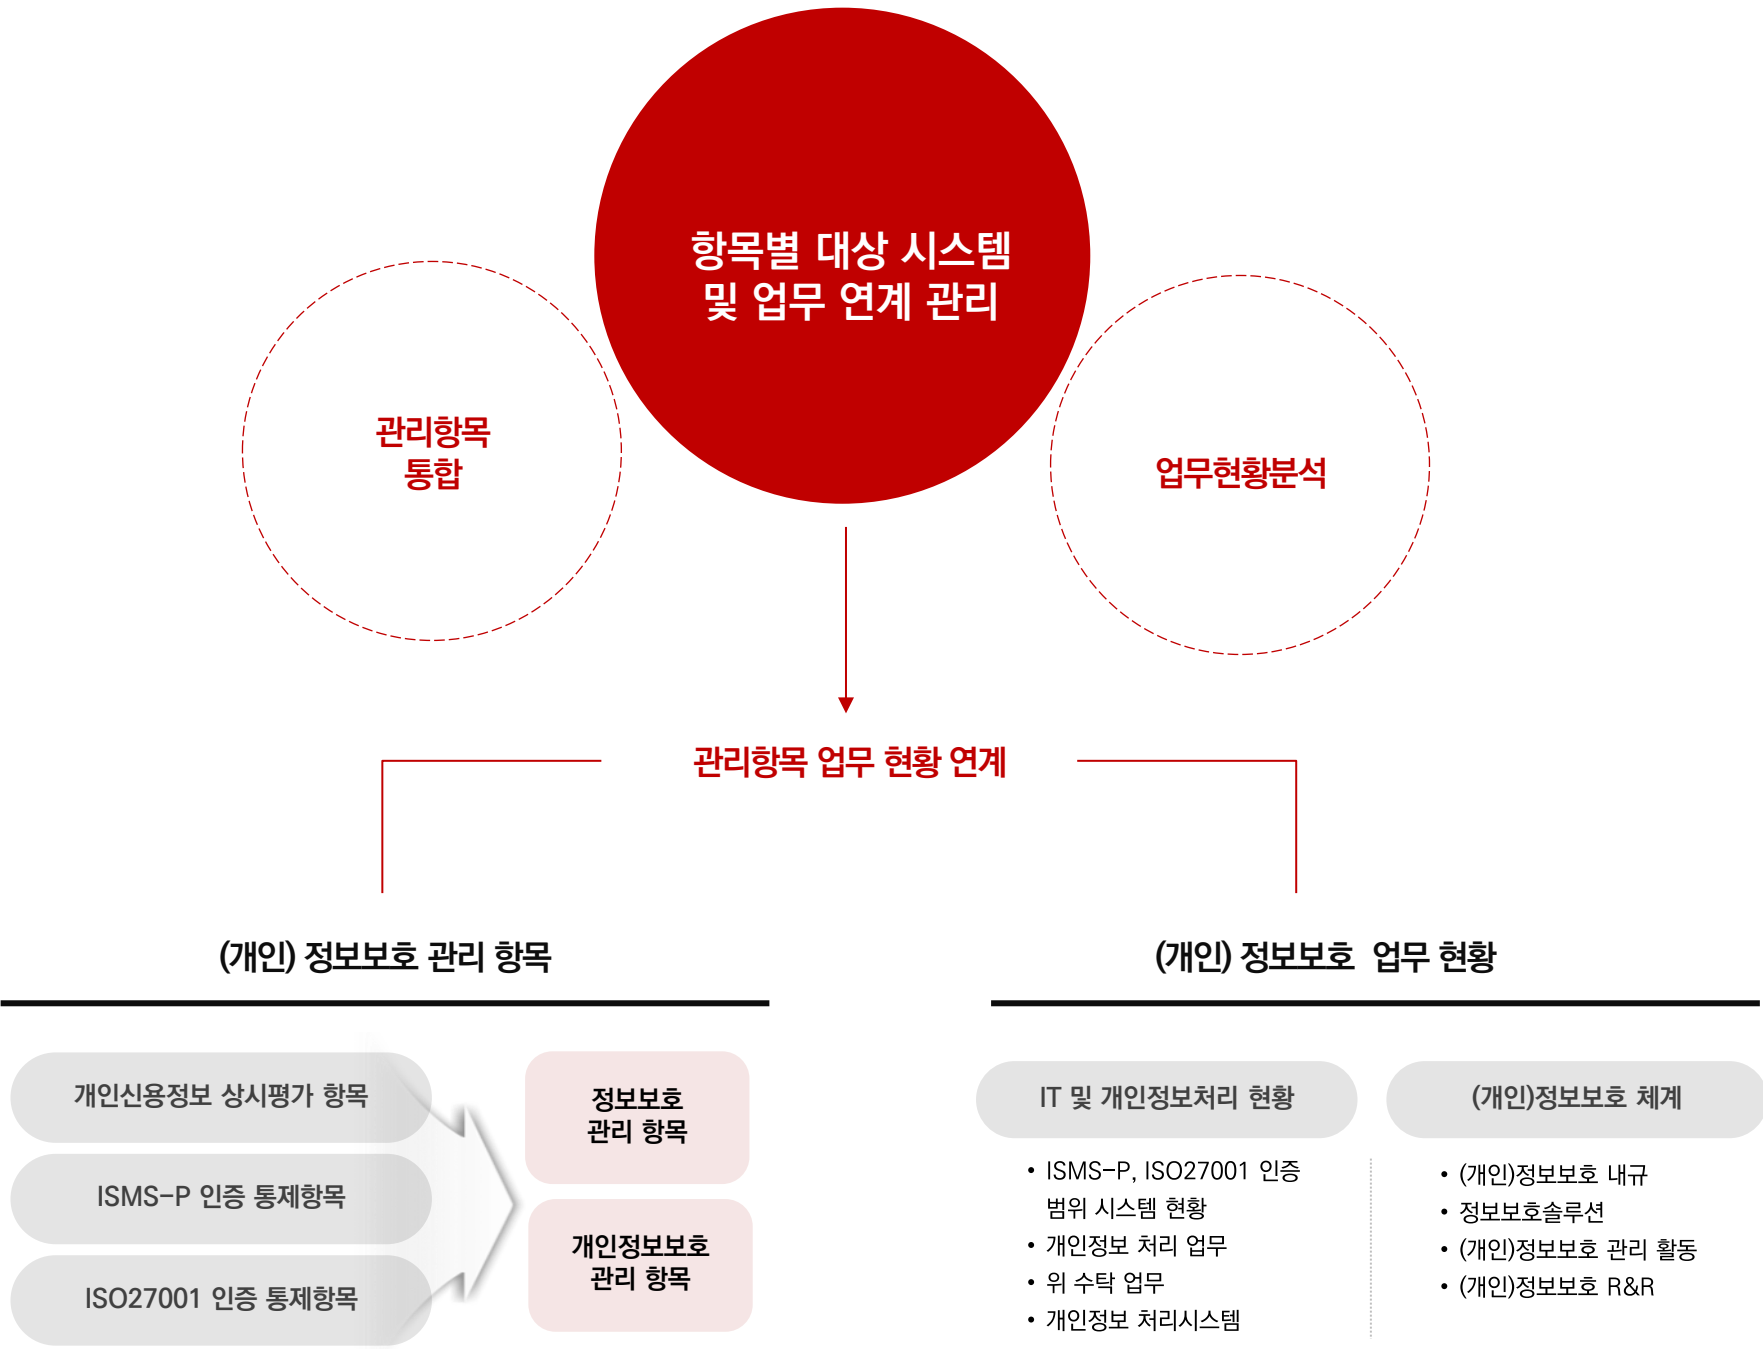 항목별 대상 시스템
및 업무 연계 관리
관리항목
통합
업무현황분석
관리항목 업무 현황 연계
(개인) 정보보호 관리 항목
개인신용정보 상시평가 항목
ISMS-P 인증 통제항목
ISO27001 인증 통제항목
정보보호
관리 항목
개인정보보호
관리 항목
(개인) 정보보호 업무 현황
IT 및 개인정보처리 현황
• ISMS-P, ISO27001 인증
범위 시스템 현황
• 개인정보 처리 업무
• 위 수탁 업무
• 개인정보 처리시스템
(개인)정보보호 체계
• (개인)정보보호 내규
• 정보보호솔루션
• (개인)정보보호 관리 활동
• (개인)정보보호 R&R